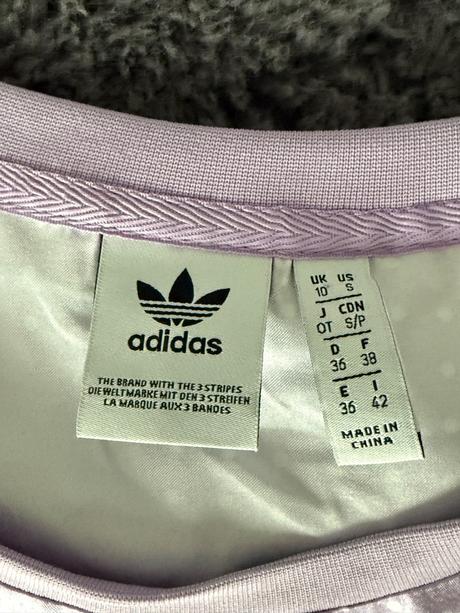 adidas
THE BRAND WITH THE 3 STRIPES
DIE WELTMARKE MIT DEN 3 STREIFEN
LA MARQUE AUX 3 BANDES
UK US
10 S
J CDN
OT S/P
D F
36 38
E I
36 42
MADE IN
CHINA